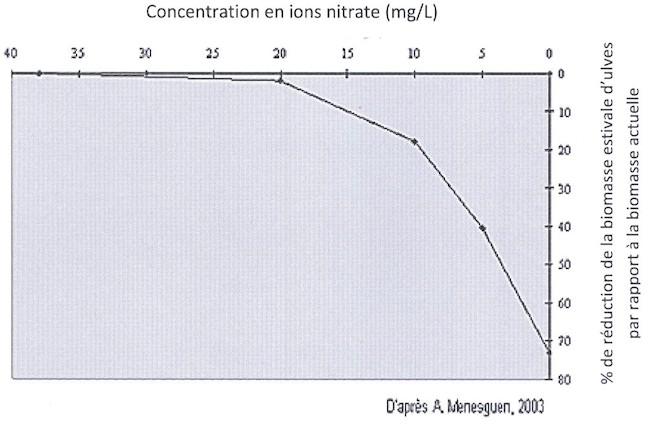 Concentration en ions nitrate (mg/L)
40 35 30 25 20 15 10 5 0
0
10
20
30
40
50
60
70
80
% de réduction de la biomasse estivale d'ulves
par rapport à la biomasse actuelle
D'après A. Menesguen, 2003